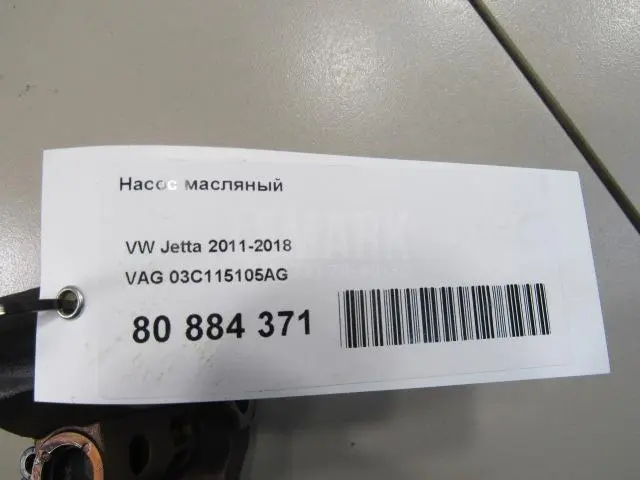 Насос масляный
VW Jetta 2011-2018
VAG 03C115105AG
80 884 371